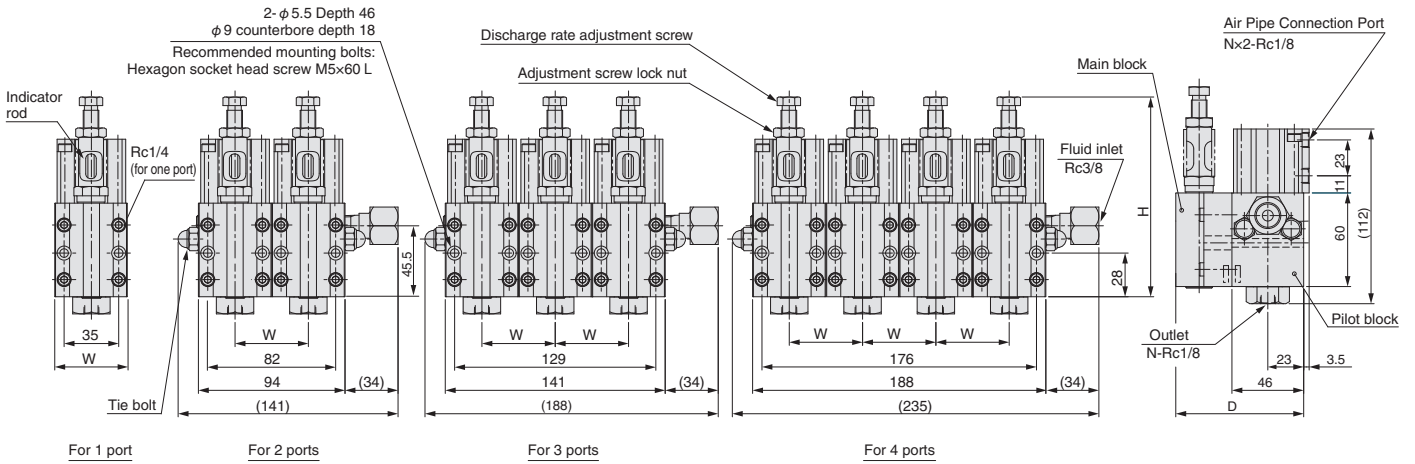 2- φ5.5 Depth 46
φ9 counterbore depth 18
Recommended mounting bolts:
Hexagon socket head screw M5×60 L
Discharge rate adjustment screw
Adjustment screw lock nut
Air Pipe Connection Port
N×2-Rc1/8
Main block
Indicator
rod
Rc1/4
(for one port)
Fluid inlet
Rc3/8
H
23
11
60
(112)
45.5
28
35
W
W
82
94
(34)
(141)
Tie bolt
W
W
129
141
(34)
(188)
W
W
W
176
188
(34)
(235)
Outlet
N-Rc1/8
Pilot block
23
3.5
46
D
For 1 port
For 2 ports
For 3 ports
For 4 ports